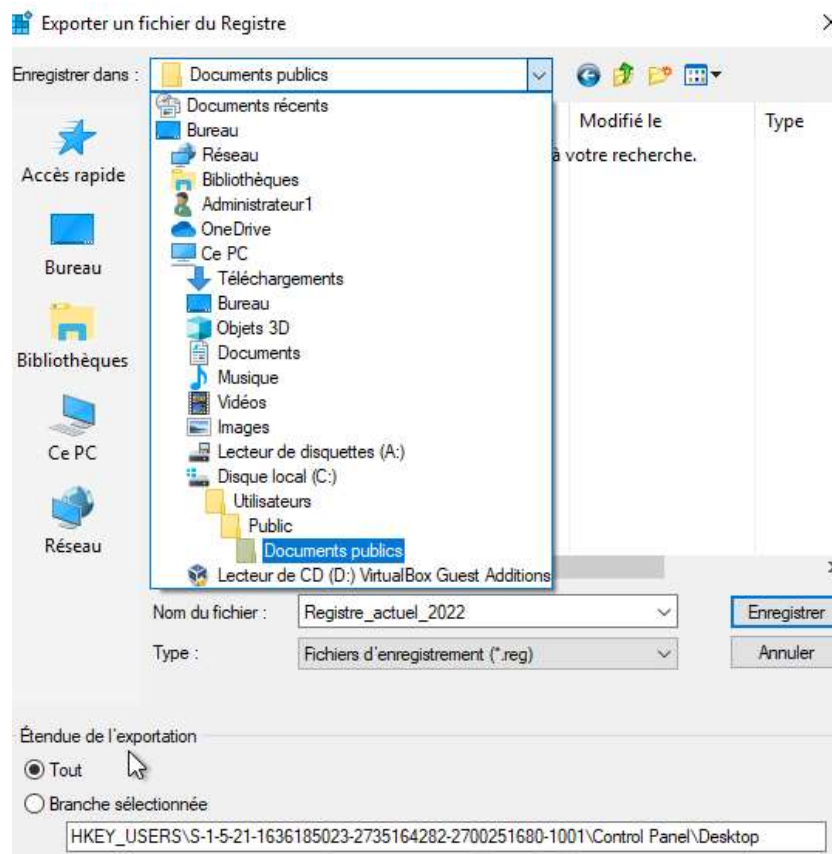 Exporter un fichier du Registre
Enregistrer dans : Documents publics
Documents récents
Bureau
Réseau
Bibliothèques
Administrateur1
OneDrive
Ce PC
Téléchargements
Bureau
Objets 3D
Documents
Musique
Vidéos
Images
Lecteur de disquettes (A:)
Disque local (C:)
Utilisateurs
Public
Documents publics
Lecteur de CD (D:) VirtualBox Guest Additions
Modifié le Type
à votre recherche.
Accès rapide
Bureau
Bibliothèques
Ce PC
Réseau
Nom du fichier : Registre_actuel_2022 Enregistrer
Type : Fichiers d'enregistrement (*.reg) Annuler
Étendue de l'exportation
Tout
Branche sélectionnée
HKEY_USERS\S-1-5-21-1636185023-2735164282-2700251680-1001\Control Panel\Desktop